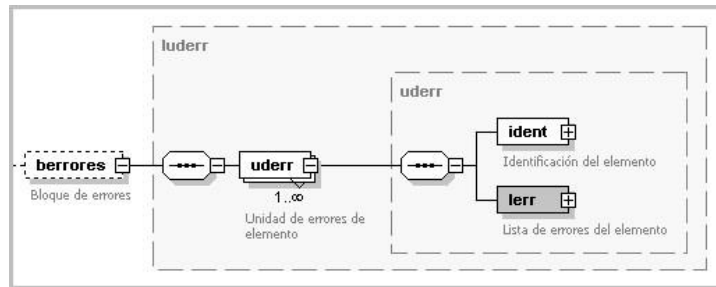 luderr
uderr
berrores
Bloque de errores
uderr
1..∞
Unidad de errores de
elemento
ident
Identificación del elemento
lerr
Lista de errores del elemento